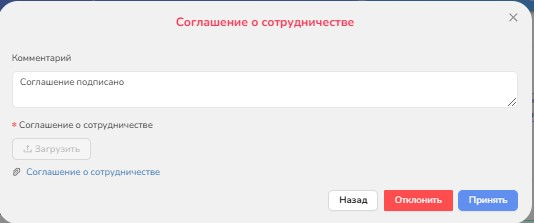 Соглашение о сотрудничестве
Комментарий
Соглашение подписано
* Соглашение о сотрудничестве
Загрузить
Соглашение о сотрудничестве
Назад Отклонить Принять